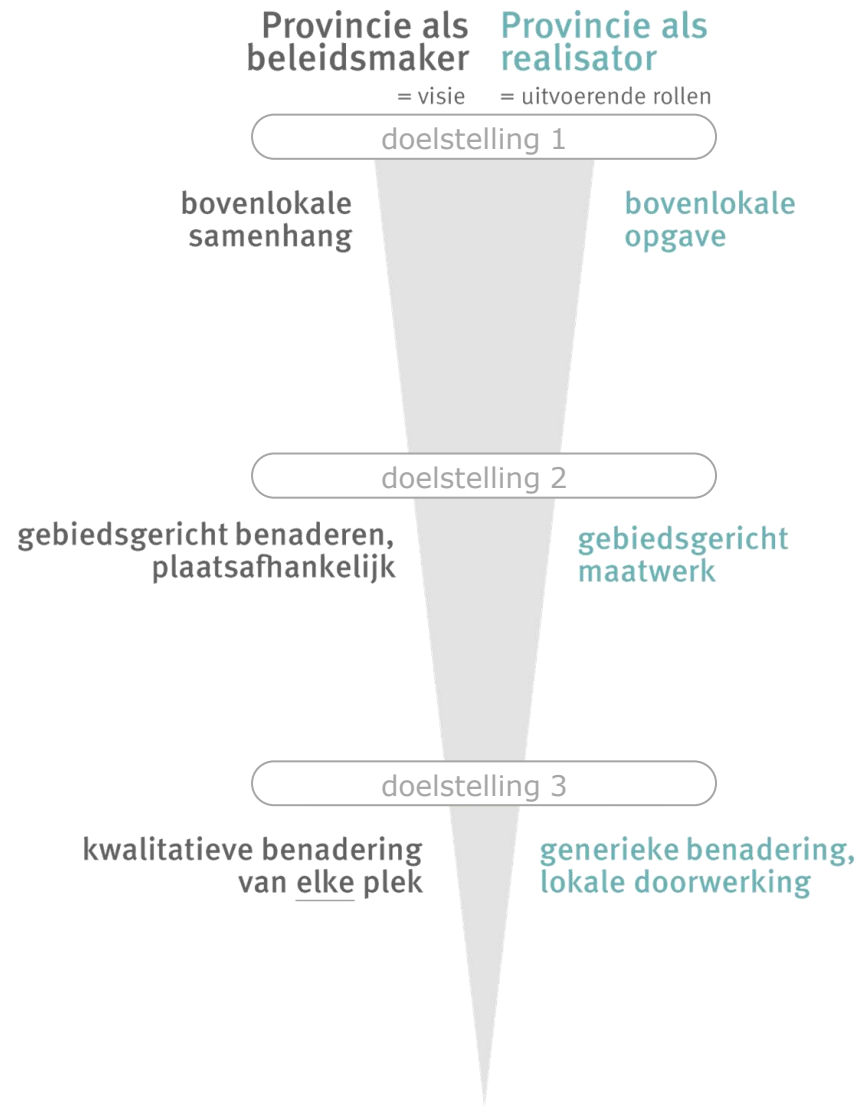 Provincie als
beleidsmaker
= visie
Provincie als
realisator
= uitvoerende rollen
doelstelling 1
bovenlokale
samenhang
bovenlokale
opgave
doelstelling 2
gebiedsgericht benaderen,
plaatsafhankelijk
gebiedsgericht
maatwerk
doelstelling 3
kwalitatieve benadering
van elke plek
generieke benadering,
lokale doorwerking